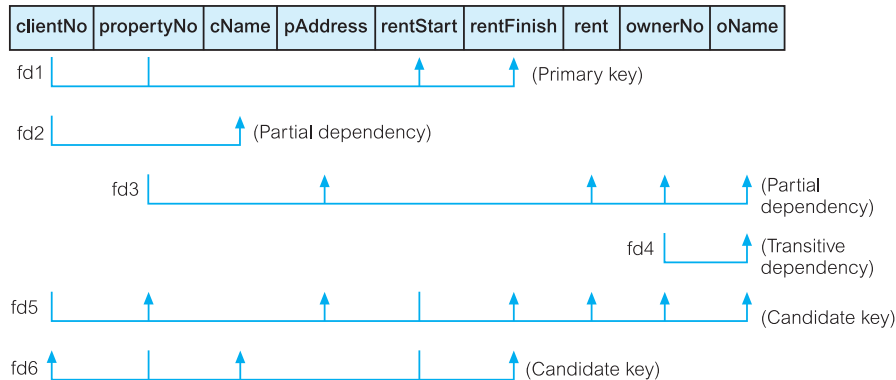 clientNo propertyNo cName pAddress rentStart rentFinish rent ownerNo oName
fd1 (Primary key)
fd2 (Partial dependency)
fd3 (Partial
dependency)
fd4 (Transitive
dependency)
fd5 (Candidate key)
fd6 (Candidate key)